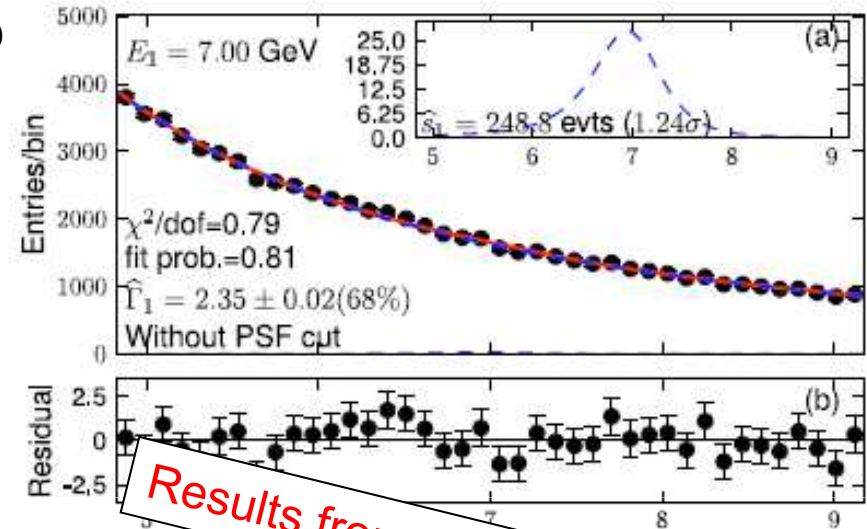 )
5000
4000
3000
2000
1000
0
Entries/bin
E₁ = 7.00 GeV
(a)
25.0
18.75
12.5
6.25
0.0
ŝ₁ = 248.8 evts (1.24σ)
5 6 7 8 9
χ²/dof=0.79
fit prob.=0.81
Γ̂₁ = 2.35 ± 0.02(68%)
Without PSF cut
2.5
0
-2.5
Residual
(b)
Results from
7 8 9